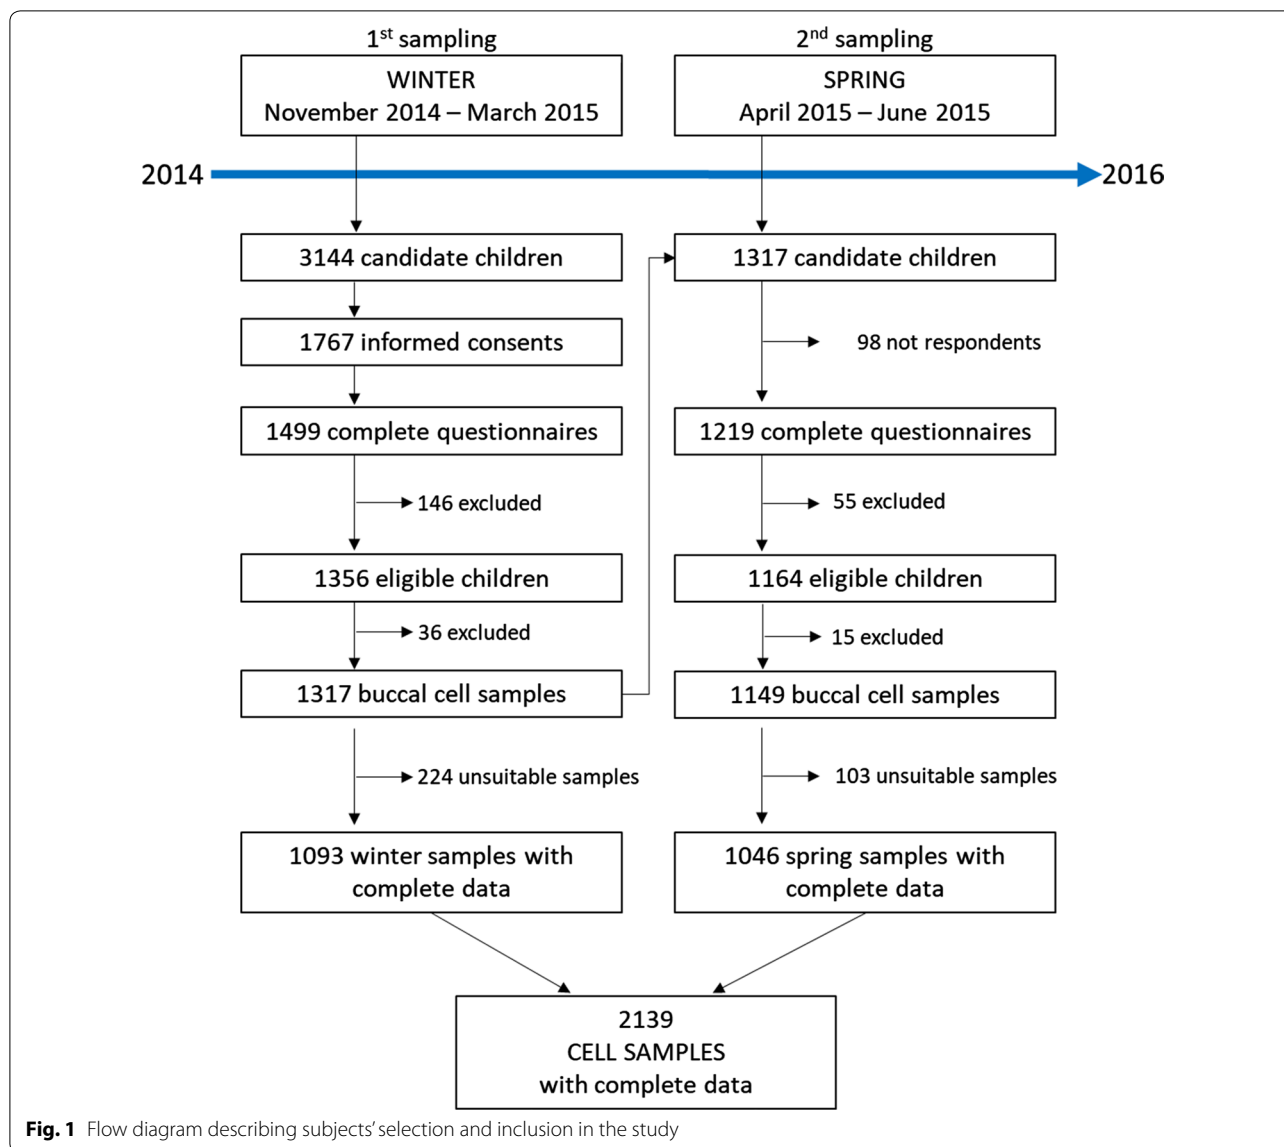 1st sampling
WINTER
November 2014 – March 2015
2nd sampling
SPRING
April 2015 – June 2015
2014
2016
3144 candidate children
1767 informed consents
1499 complete questionnaires
146 excluded
1356 eligible children
36 excluded
1317 buccal cell samples
224 unsuitable samples
1093 winter samples with
complete data
1317 candidate children
98 not respondents
1219 complete questionnaires
55 excluded
1164 eligible children
15 excluded
1149 buccal cell samples
103 unsuitable samples
1046 spring samples with
complete data
2139
CELL SAMPLES
with complete data
Fig. 1 Flow diagram describing subjects’ selection and inclusion in the study